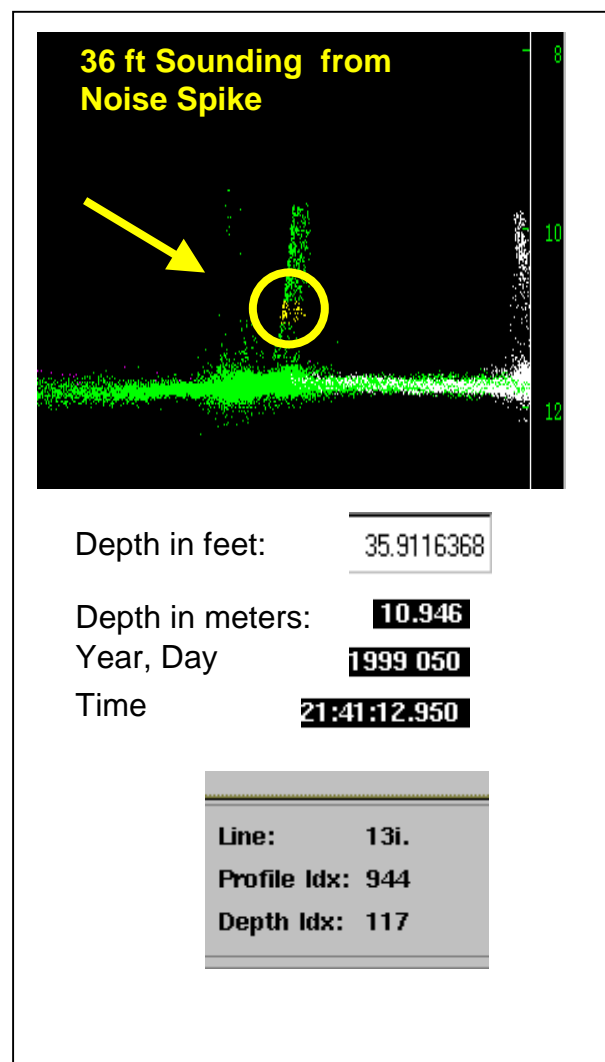 36 ft Sounding from
Noise Spike
8
10
12
Depth in feet: 35.9116368
Depth in meters: 10.946
Year, Day 1999 050
Time 21:41:12.950
Line: 13i.
Profile Idx: 944
Depth Idx: 117